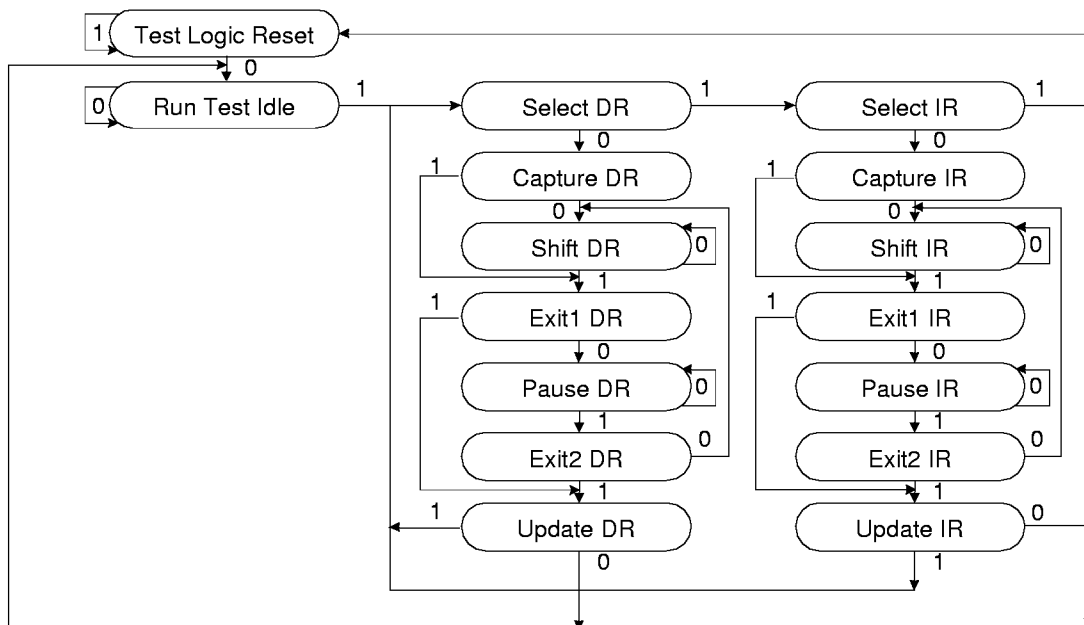 1 Test Logic Reset
0
0 Run Test Idle 1 Select DR 1 Select IR 1
0 0
1 Capture DR 1 Capture IR
0 0
Shift DR 0 Shift IR 0
1 1
1 Exit1 DR 1 Exit1 IR
0 0
Pause DR 0 Pause IR 0
1 1
Exit2 DR 0 Exit2 IR 0
1 1
1 Update DR Update IR 0
0 1